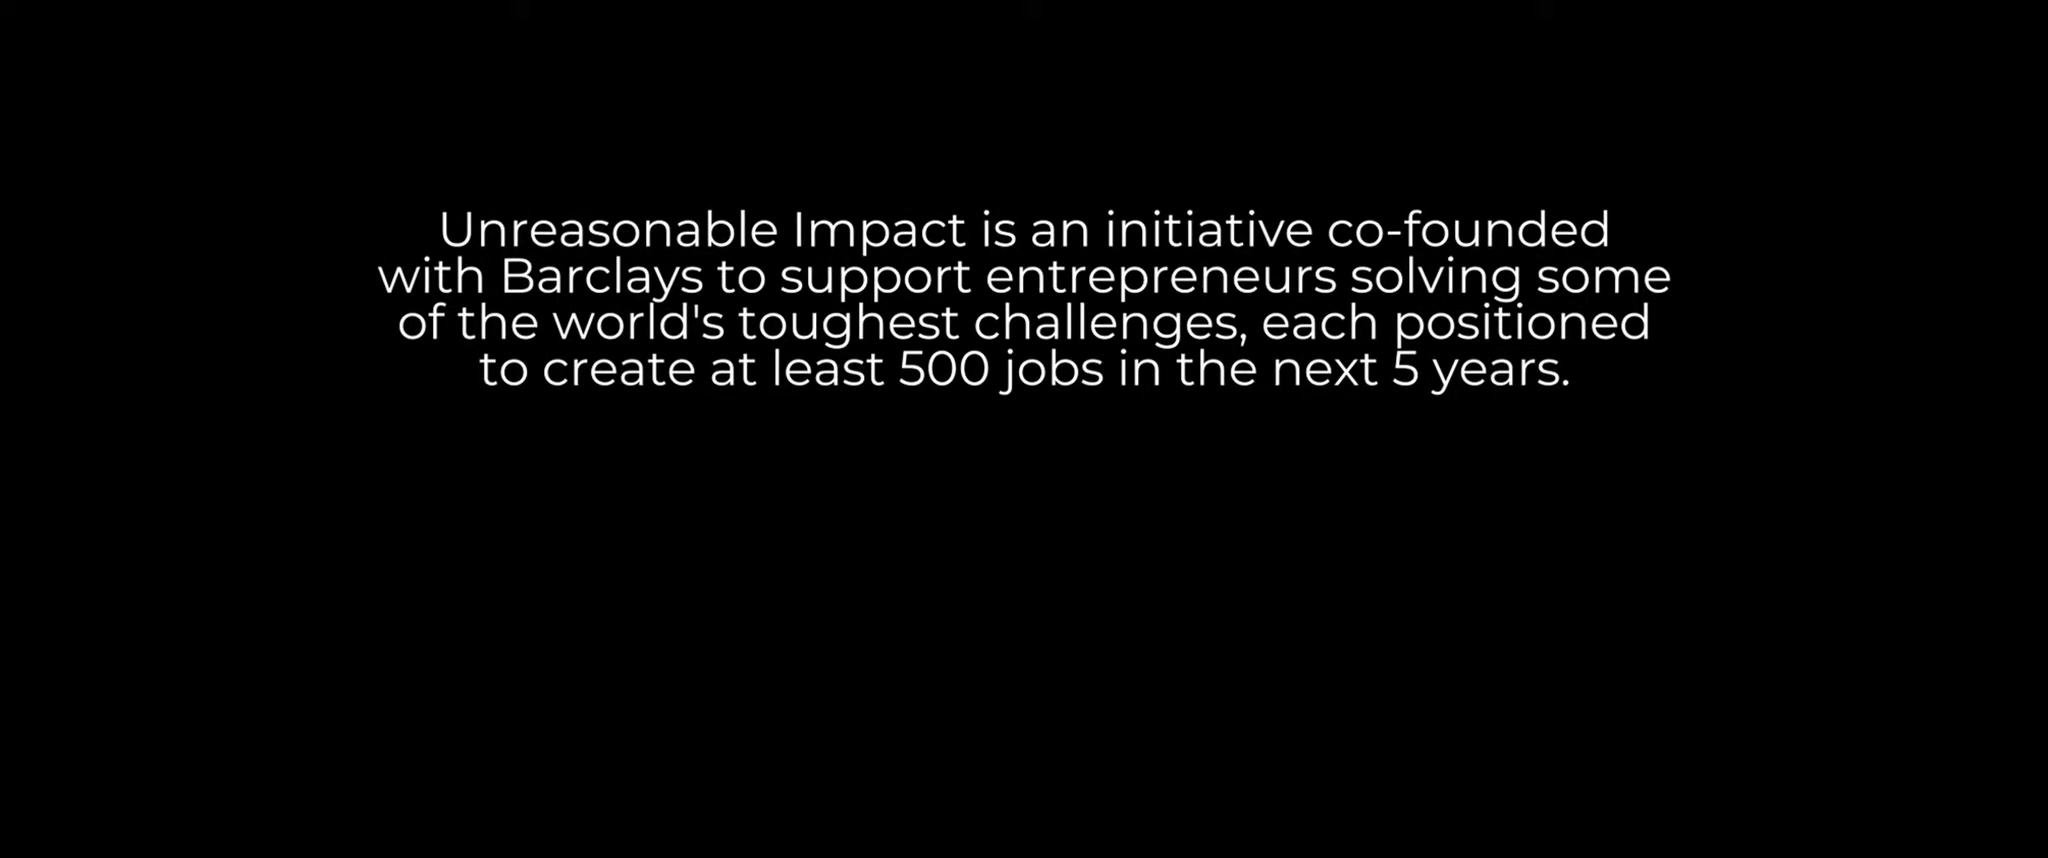 Unreasonable Impact is an initiative co-founded
with Barclays to support entrepreneurs solving some
of the world's toughest challenges, each positioned
to create at least 500 jobs in the next 5 years.